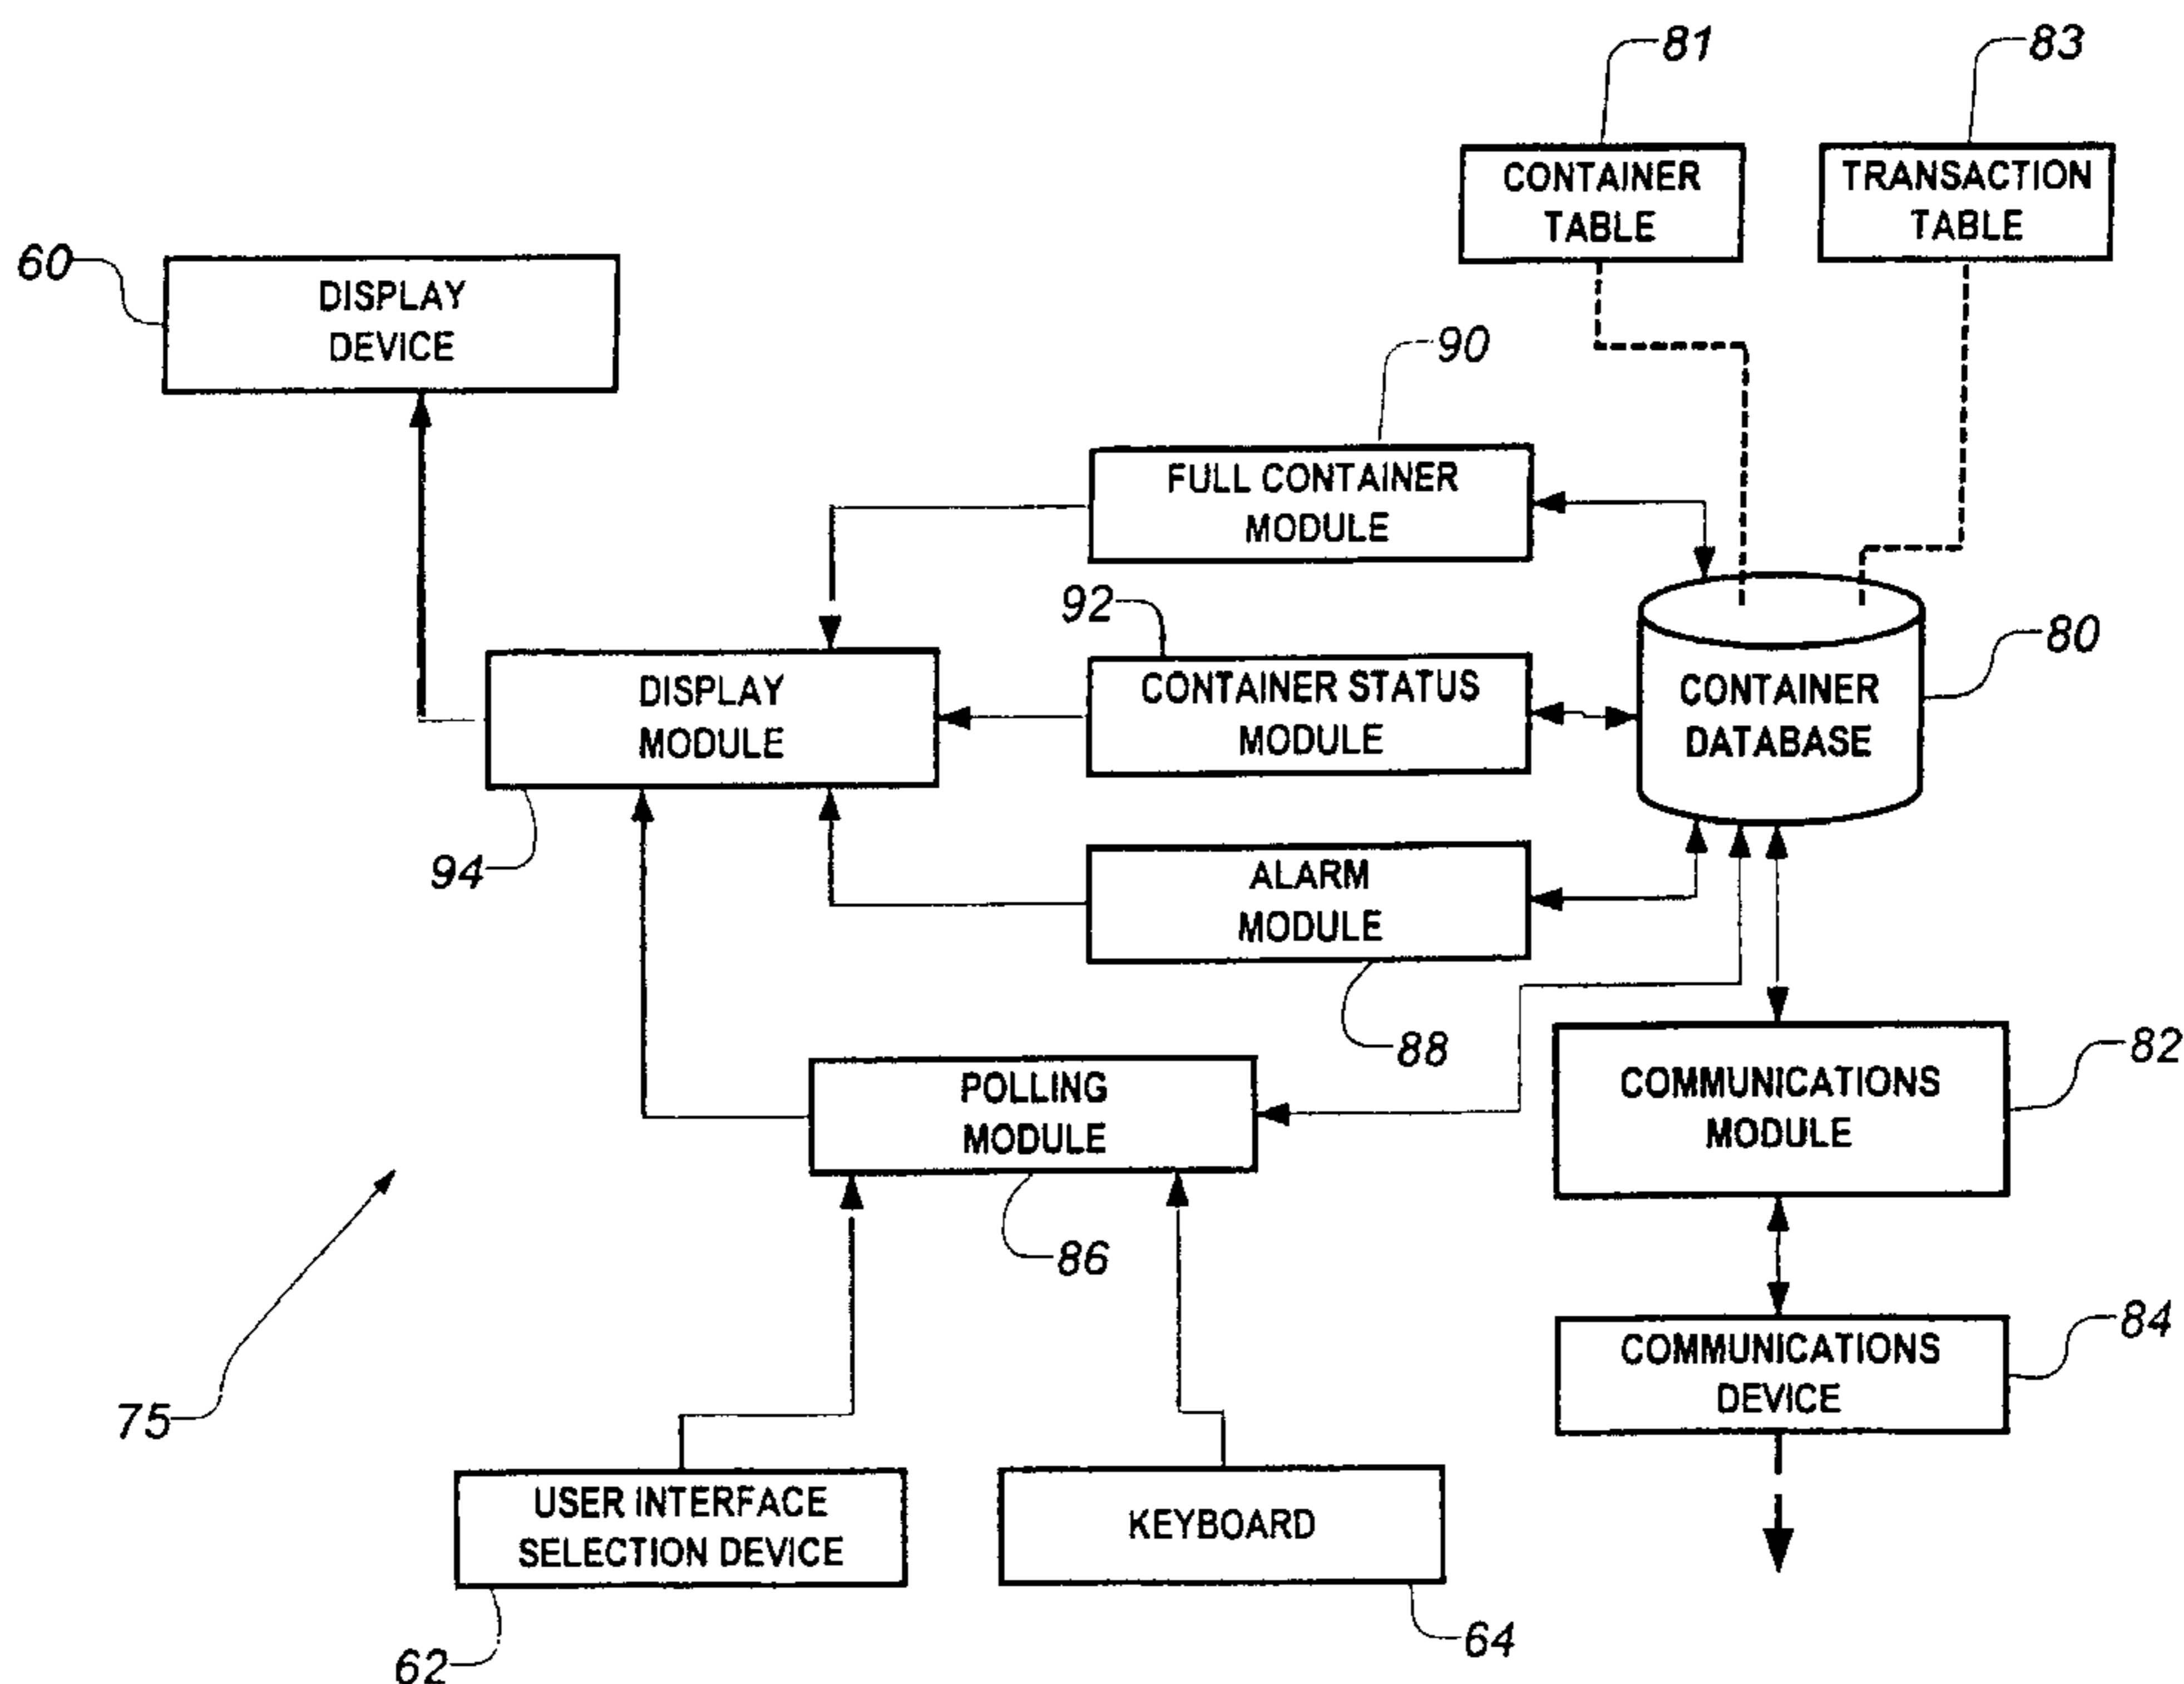 81
83
CONTAINER
TABLE
TRANSACTION
TABLE
60
DISPLAY
DEVICE
90
FULL CONTAINER
MODULE
92
80
DISPLAY
MODULE
CONTAINER STATUS
MODULE
CONTAINER
DATABASE
94
ALARM
MODULE
88
82
POLLING
MODULE
COMMUNICATIONS
MODULE
86
84
COMMUNICATIONS
DEVICE
75
USER INTERFACE
SELECTION DEVICE
KEYBOARD
62
64